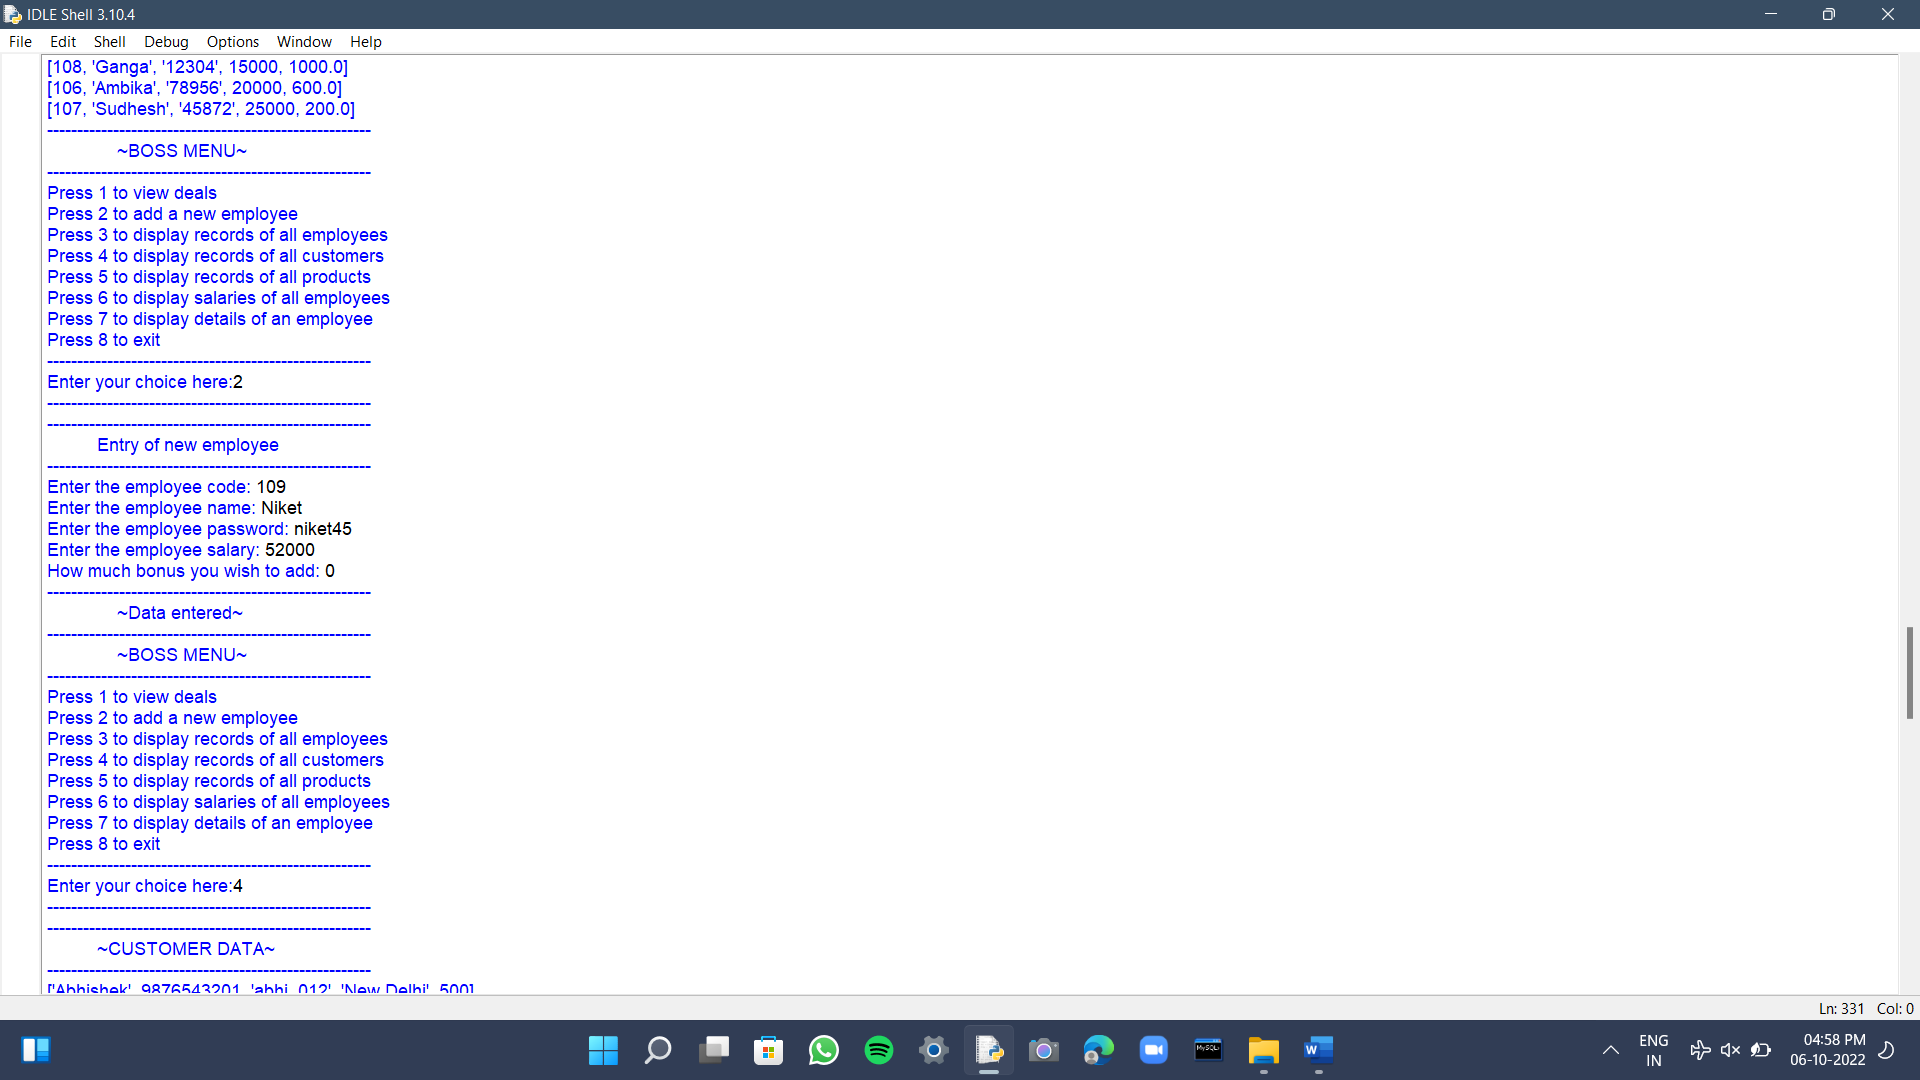 IDLE Shell 3.10.4
File Edit Shell Debug Options Window Help
[108, 'Ganga', '12304', 15000, 1000.0]
[106, 'Ambika', '78956', 20000, 600.0]
[107, 'Sudhesh', '45872', 25000, 200.0]
------------------------------------------------------
~BOSS MENU~
------------------------------------------------------
Press 1 to view deals
Press 2 to add a new employee
Press 3 to display records of all employees
Press 4 to display records of all customers
Press 5 to display records of all products
Press 6 to display salaries of all employees
Press 7 to display details of an employee
Press 8 to exit
------------------------------------------------------
Enter your choice here:2
------------------------------------------------------
------------------------------------------------------
Entry of new employee
------------------------------------------------------
Enter the employee code: 109
Enter the employee name: Niket
Enter the employee password: niket45
Enter the employee salary: 52000
How much bonus you wish to add: 0
------------------------------------------------------
~Data entered~
------------------------------------------------------
~BOSS MENU~
------------------------------------------------------
Press 1 to view deals
Press 2 to add a new employee
Press 3 to display records of all employees
Press 4 to display records of all customers
Press 5 to display records of all products
Press 6 to display salaries of all employees
Press 7 to display details of an employee
Press 8 to exit
------------------------------------------------------
Enter your choice here:4
------------------------------------------------------
------------------------------------------------------
~CUSTOMER DATA~
------------------------------------------------------
['Abhishek', 9876543201, 'abhi_012', 'New Delhi', 500]
Ln: 331 Col: 0
MySQL
W
ENG
IN
04:58 PM
06-10-2022